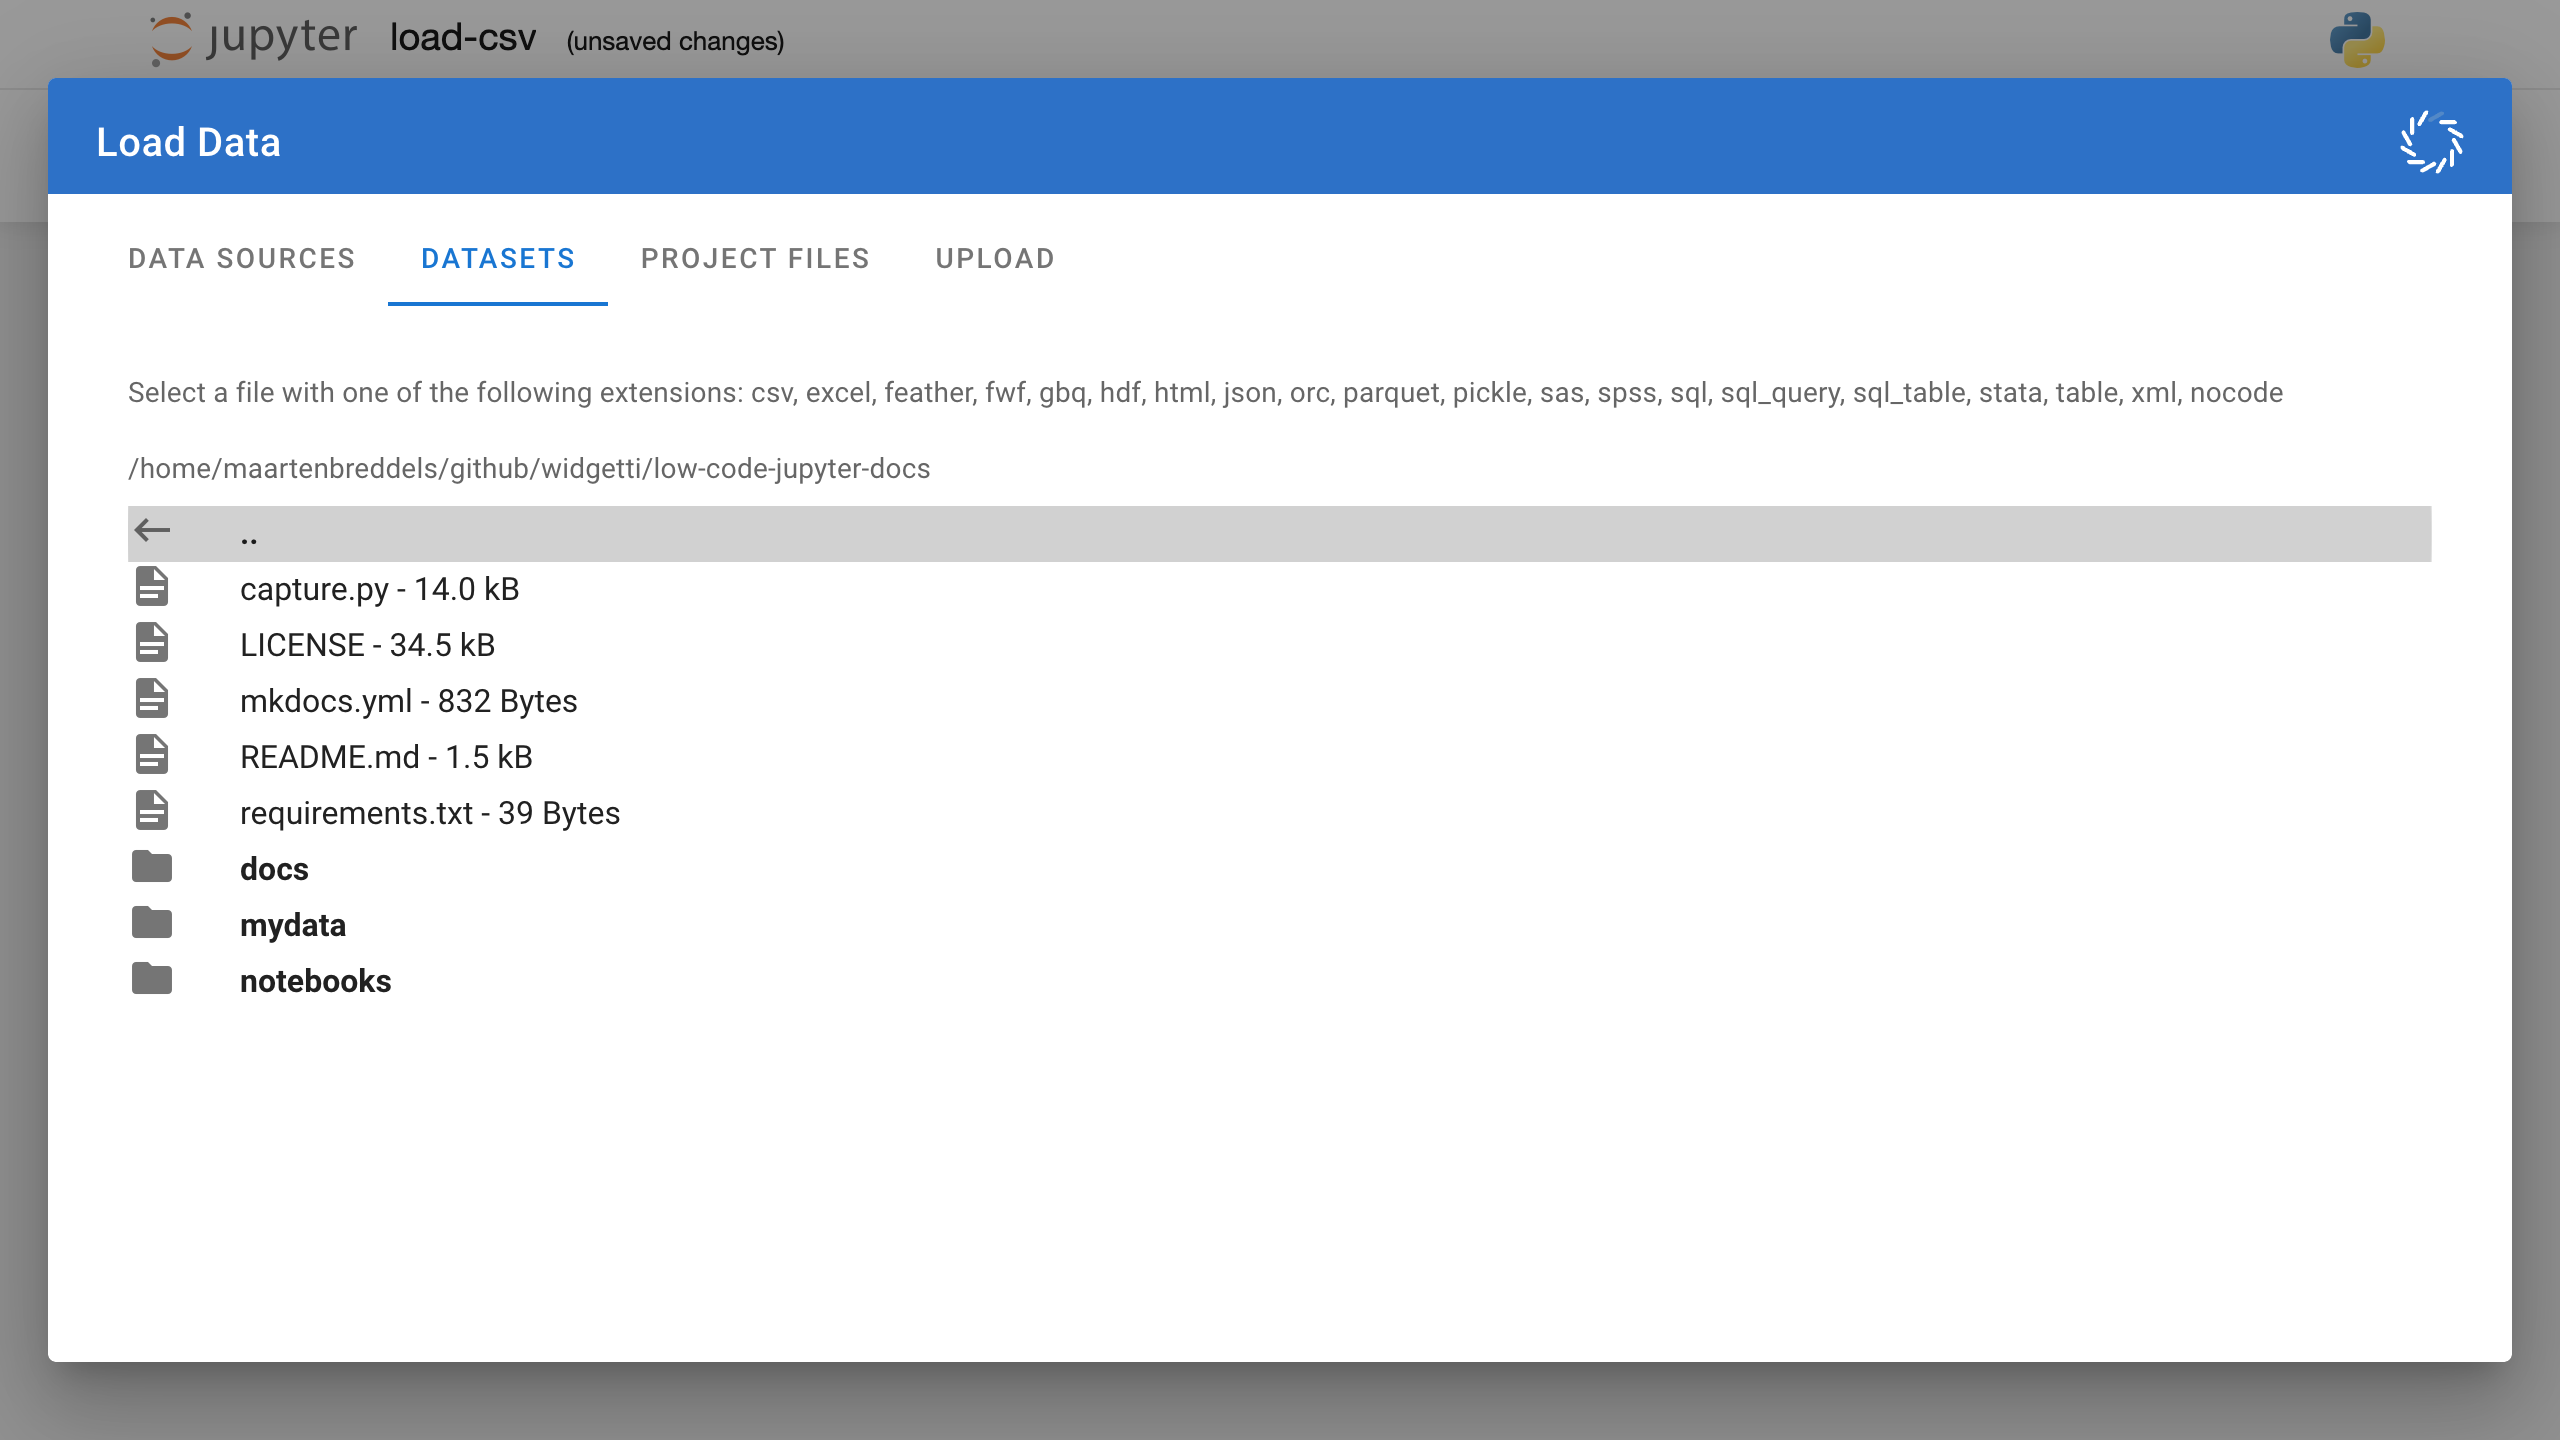 jupyter load-csv (unsaved changes)
Load Data
DATA SOURCES DATASETS PROJECT FILES UPLOAD
Select a file with one of the following extensions: csv, excel, feather, fwf, gbq, hdf, html, json, orc, parquet, pickle, sas, spss, sql, sql_query, sql_table, stata, table, xml, nocode
/home/maartenbreddels/github/widgetti/low-code-jupyter-docs
..
capture.py - 14.0 kB
LICENSE - 34.5 kB
mkdocs.yml - 832 Bytes
README.md - 1.5 kB
requirements.txt - 39 Bytes
docs
mydata
notebooks